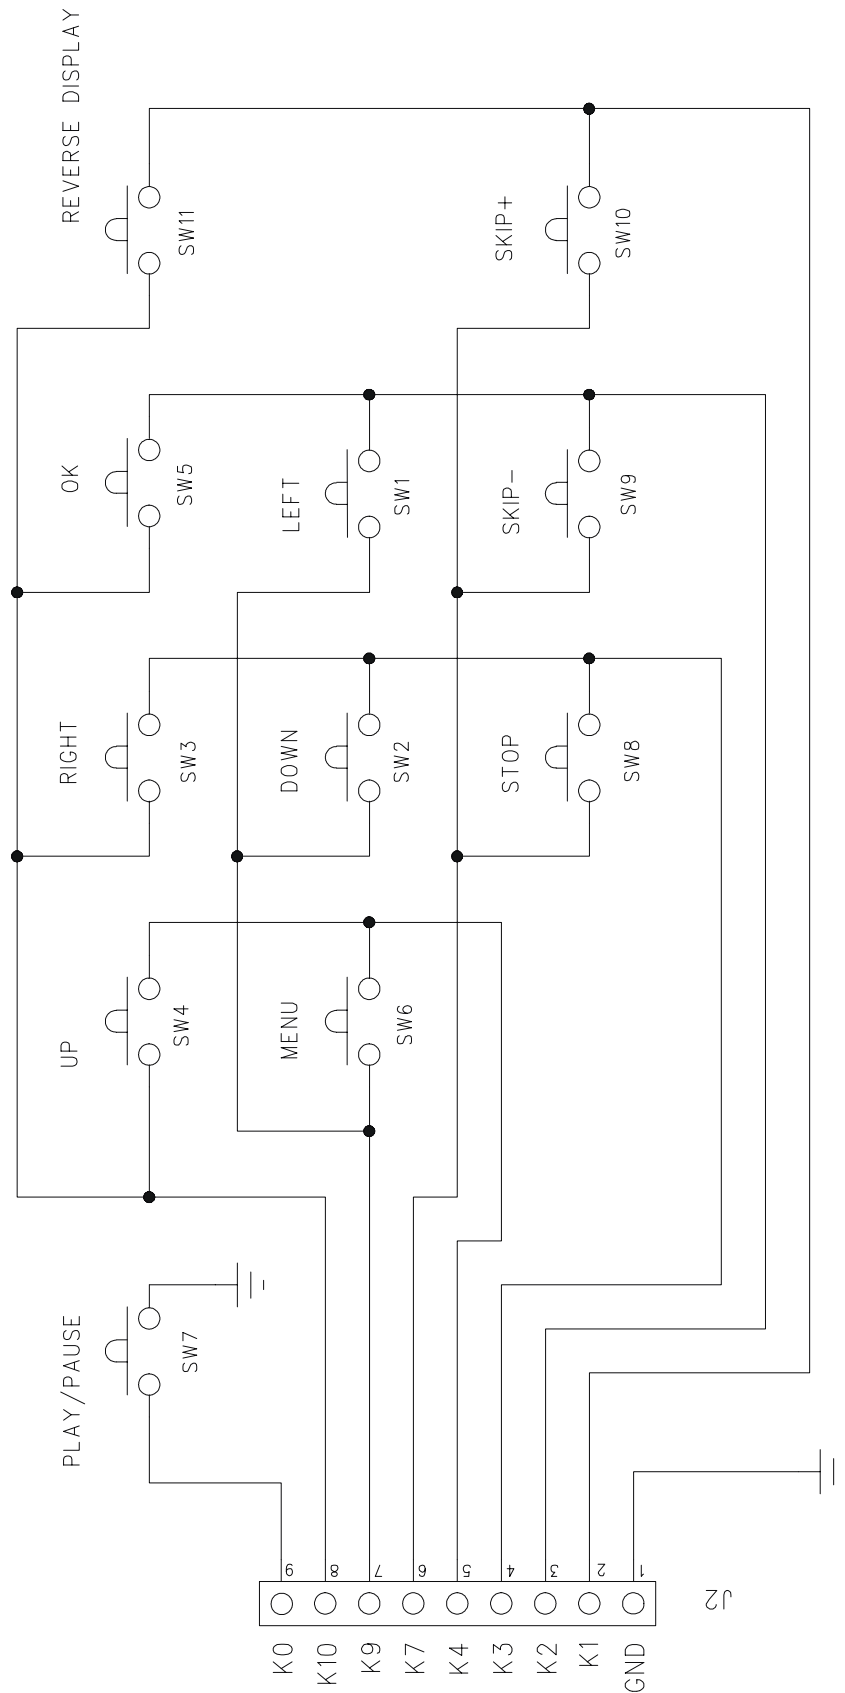 REVERSE DISPLAY
SW11
SKIP+
SW10
OK
SW5
LEFT
SW1
SKIP-
SW9
RIGHT
SW3
DOWN
SW2
STOP
SW8
UP
SW4
MENU
SW6
PLAY/PAUSE
SW7
9
8
7
6
5
4
3
2
1
J2
K0
K10
K9
K7
K4
K3
K2
K1
GND